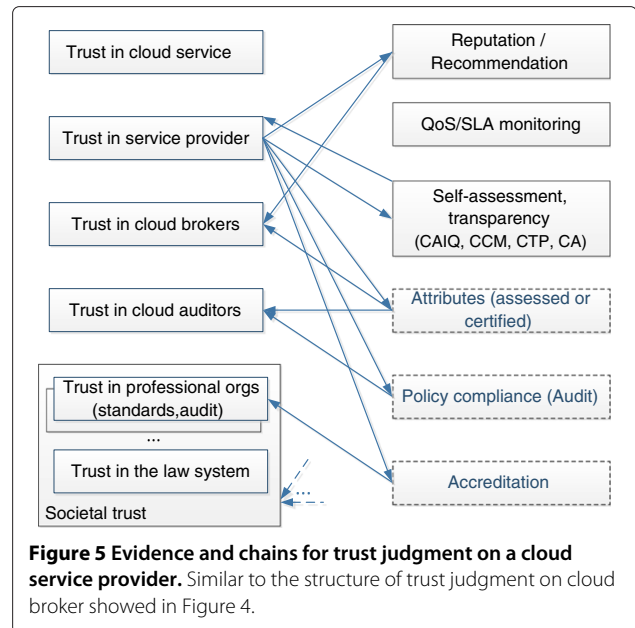 Trust in cloud service
Trust in service provider
Trust in cloud brokers
Trust in cloud auditors
Trust in professional orgs
(standards,audit)
...
Trust in the law system
Societal trust
...
Reputation /
Recommendation
QoS/SLA monitoring
Self-assessment,
transparency
(CAIQ, CCM, CTP, CA)
Attributes (assessed or
certified)
Policy compliance (Audit)
Accreditation
Figure 5 Evidence and chains for trust judgment on a cloud
service provider. Similar to the structure of trust judgment on cloud
broker showed in Figure 4.